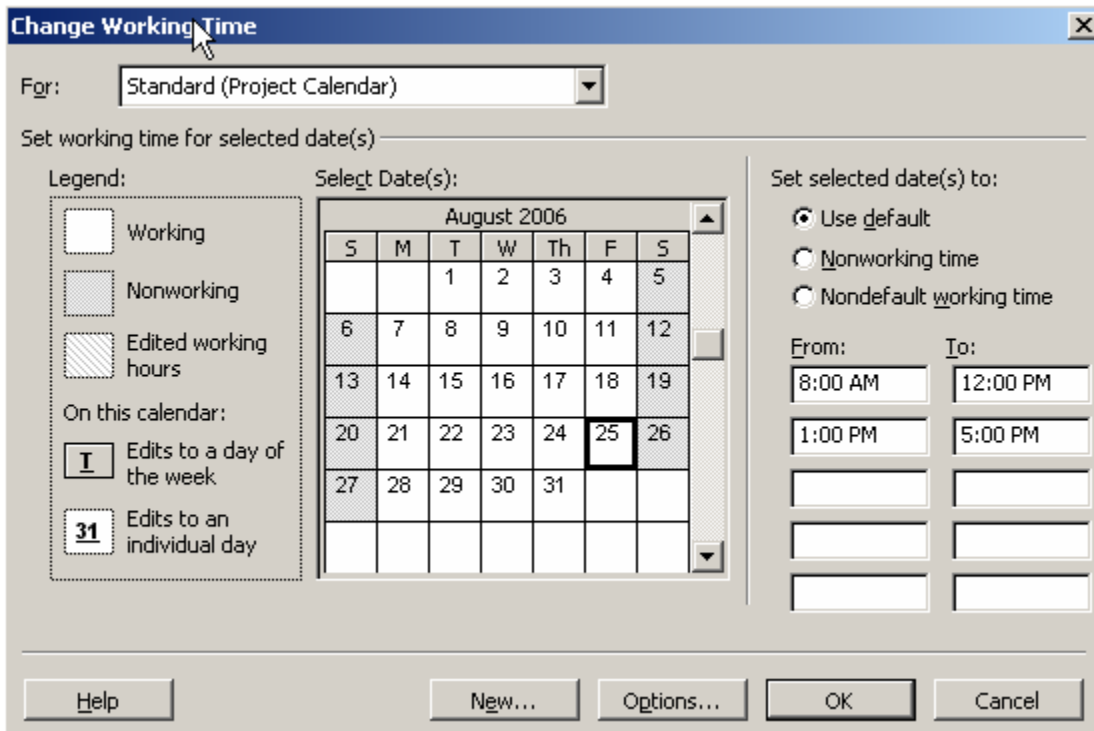 Change Working Time
For:
Standard (Project Calendar)
Set working time for selected date(s)
Legend:
Working
Nonworking
Edited working
hours
On this calendar:
T
Edits to a day of
the week
31
Edits to an
individual day
Select Date(s):
August 2006
S M T W Th F S
1 2 3 4 5
6 7 8 9 10 11 12
13 14 15 16 17 18 19
20 21 22 23 24 25 26
27 28 29 30 31
Set selected date(s) to:
Use default
Nonworking time
Nondefault working time
From: To:
8:00 AM 12:00 PM
1:00 PM 5:00 PM
Help New... Options... OK Cancel